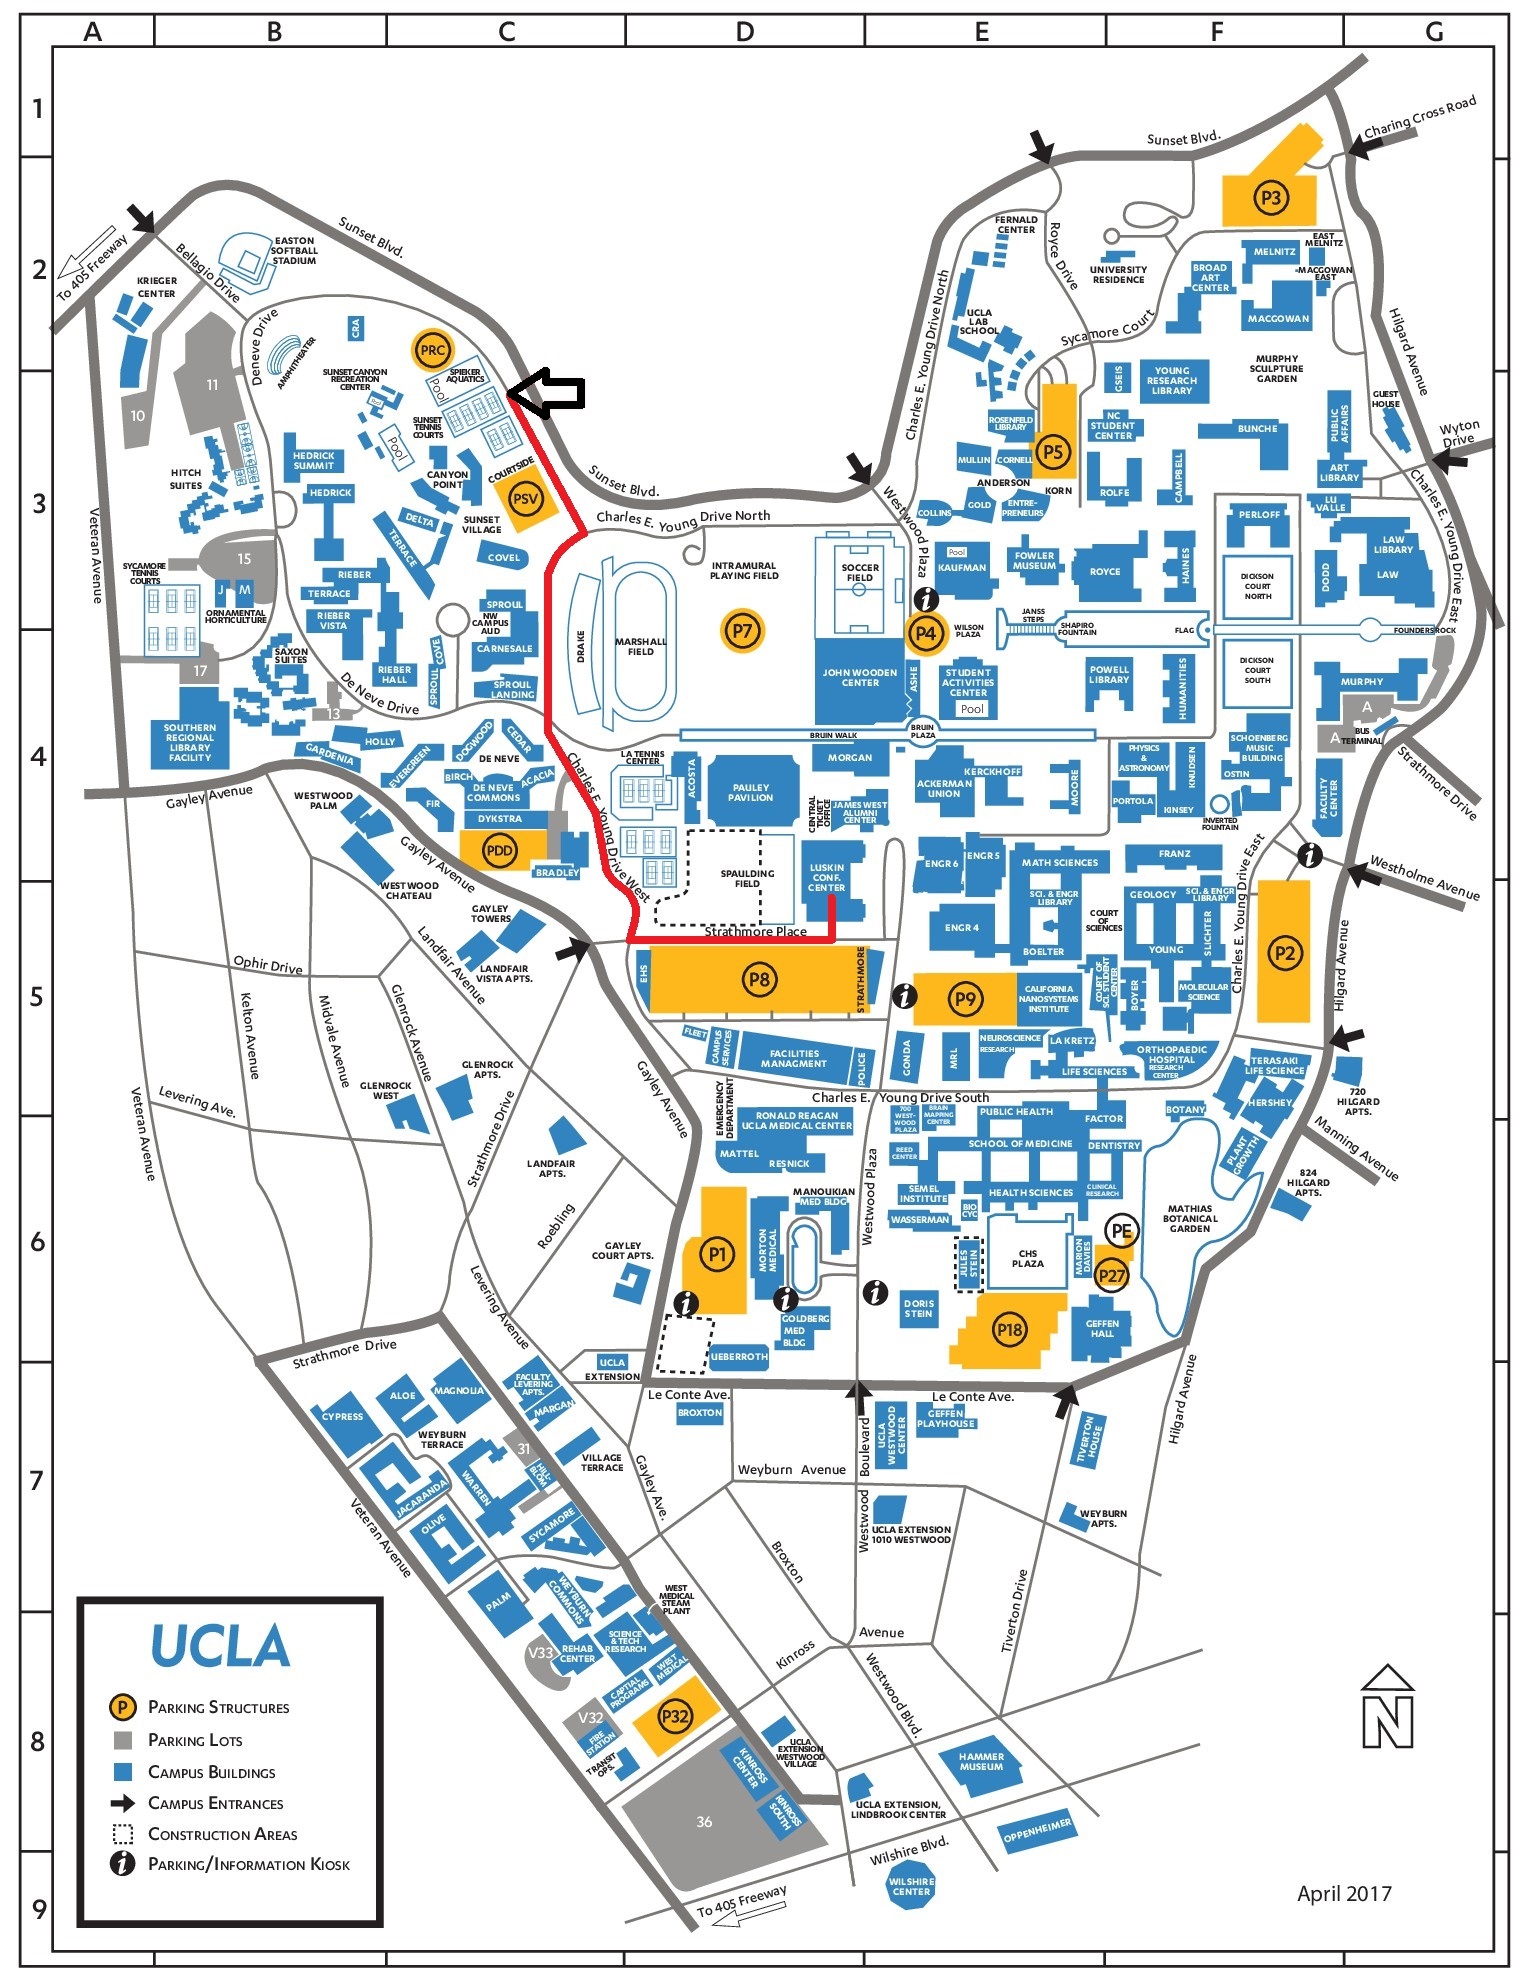 A
B
C
D
E
F
G
1
2
3
4
5
6
7
8
9
Sunset Blvd.
Charing Cross Road
P3
To 405 Freeway
Bellagio Drive
EASTON
SOFTBALL
STADIUM
Sunset Blvd.
KRIEGER
CENTER
FERNALD
CENTER
Royce Drive
UNIVERSITY
RESIDENCE
BROAD
ART
CENTER
MELNITZ
EAST
MELNITZ
MACGOWAN
EAST
MACGOWAN
Hilgard Avenue
Deneve Drive
AMPHITHEATER
CRA
PRC
SPIEKER
AQUATICS
Pool
SUNSET CANYON
RECREATION
CENTER
SUNSET
TENNIS
COURTS
Pool
UCLA
LAB
SCHOOL
Charles E. Young Drive North
Sycamore Court
MURPHY
SCULPTURE
GARDEN
11
10
GSEIS
YOUNG
RESEARCH
LIBRARY
GUEST
HOUSE
PUBLIC
AFFAIRS
Wyton
Drive
ROSENFELD
LIBRARY
NC
STUDENT
CENTER
BUNCHE
P5
MULLIN
CORNELL
ANDERSON
KORN
COLLINS
GOLD
ENTRE-
PRENEURS
ROLFE
CAMPBELL
ART
LIBRARY
LU
VALLE
HITCH
SUITES
HEDRICK
SUMMIT
HEDRICK
CANYON
POINT
COURTSIDE
PSV
DELTA
TERRACE
SUNSET
VILLAGE
COVEL
Sunset Blvd.
Charles E. Young Drive North
Westwood Plaza
Veteran Avenue
SYCAMORE
TENNIS
COURTS
15
J
M
ORNAMENTAL
HORTICULTURE
RIEBER
TERRACE
RIEBER
VISTA
RIEBER
HALL
SPROUL
NW
CAMPUS
AUD
CARNESALE
SPROUL COVE
SPROUL
LANDING
INTRAMURAL
PLAYING FIELD
SOCCER
FIELD
Pool
KAUFMAN
FOWLER
MUSEUM
ROYCE
HAINES
PERLOFF
DICKSON
COURT
NORTH
DODD
LAW
LIBRARY
LAW
Charles E. Young Drive East
DRAKE
MARSHALL
FIELD
P7
P4
WILSON
PLAZA
JANSS
STEPS
SHAPIRO
FOUNTAIN
FLAG
FOUNDERS ROCK
17
SAXON
SUITES
13
De Neve Drive
JOHN WOODEN
CENTER
ASHE
STUDENT
ACTIVITIES
CENTER
Pool
POWELL
LIBRARY
HUMANITIES
DICKSON
COURT
SOUTH
MURPHY
A
A
BUS
TERMINAL
SOUTHERN
REGIONAL
LIBRARY
FACILITY
HOLLY
GARDENIA
EVERGREEN
DOGWOOD
CEDAR
DE NEVE
BIRCH
ACACIA
DE NEVE
COMMONS
FIR
DYKSTRA
PDD
BRADLEY
BRUIN WALK
BRUIN
PLAZA
LA TENNIS
CENTER
ACOSTA
PAULEY
PAVILION
MORGAN
CENTRAL
TICKET
OFFICE
JAMES WEST
ALUMNI
CENTER
ACKERMAN
UNION
KERCKHOFF
MOORE
PHYSICS
&
ASTRONOMY
KNUDSEN
PORTOLA
KINSEY
SCHOENBERG
MUSIC
BUILDING
OSTIN
INVERTED
FOUNTAIN
FACULTY
CENTER
Strathmore Drive
Gayley Avenue
WESTWOOD
PALM
WESTWOOD
CHATEAU
Gayley Avenue
Charles E. Young Drive West
SPAULDING
FIELD
LUSKIN
CONF.
CENTER
ENGR 6
ENGR 5
MATH SCIENCES
SCI. & ENGR
LIBRARY
ENGR 4
BOELTER
COURT
OF
SCIENCES
FRANZ
GEOLOGY
SCI. & ENGR
LIBRARY
SLICHTER
YOUNG
Charles E. Young Drive East
P2
Westholme Avenue
Hilgard Avenue
Strathmore Place
GAYLEY
TOWERS
LANDFAIR
VISTA APTS.
Landfair Avenue
Ophir Drive
EHS
P8
STRATHMORE
P9
CALIFORNIA
NANOSYSTEMS
INSTITUTE
COURT OF
SCI. STUDENT
CENTER
BOYER
MOLECULAR
SCIENCE
Kelton Avenue
Midvale Avenue
Glenrock Avenue
GLENROCK
APTS.
GLENROCK
WEST
FLEET
CAMPUS
SERVICES
FACILITIES
MANAGMENT
POLICE
GONDA
MRL
NEUROSCIENCE
RESEARCH
LA KRETZ
LIFE SCIENCES
ORTHOPAEDIC
HOSPITAL
RESEARCH
CENTER
TERASAKI
LIFE SCIENCE
HERSHEY
BOTANY
PLANT
GROWTH
720
HILGARD
APTS.
Manning Avenue
824
HILGARD
APTS.
Levering Ave.
Veteran Avenue
Strathmore Drive
Gayley Avenue
LANDFAIR
APTS.
Charles E. Young Drive South
EMERGENCY
DEPARTMENT
RONALD REAGAN
UCLA MEDICAL CENTER
MATTEL
RESNICK
700
WEST-
WOOD
PLAZA
BRAIN
MAPPING
CENTER
PUBLIC HEALTH
FACTOR
REED
CENTER
SCHOOL OF MEDICINE
DENTISTRY
SEMEL
INSTITUTE
HEALTH SCIENCES
CLINICAL
RESEARCH
WASSERMAN
BIO
CYC
Westwood Plaza
MANOUKIAN
MED BLDG
MORTON
MEDICAL
P1
JULES
STEIN
CHS
PLAZA
MARION
DAVIES
PE
P27
MATHIAS
BOTANICAL
GARDEN
Roebling
GAYLEY
COURT APTS.
Levering Avenue
GOLDBERG
MED
BLDG
UEBERROTH
DORIS
STEIN
P18
GEFFEN
HALL
Strathmore Drive
UCLA
EXTENSION
Le Conte Ave.
Le Conte Ave.
Hilgard Avenue
BROXTON
CYPRESS
ALOE
MAGNOLIA
FACULTY
LEVERING
APTS.
MARGAN
WEYBURN
TERRACE
31
HILL-
BLOM
VILLAGE
TERRACE
JACARANDA
WARREN
OLIVE
SYCAMORE
Gayley Ave.
Weyburn Avenue
Westwood Boulevard
UCLA
WESTWOOD
CENTER
GEFFEN
PLAYHOUSE
TIVERTON
HOUSE
WEYBURN
APTS.
UCLA EXTENSION
1010 WESTWOOD
Veteran Avenue
Broxton
Tiverton Drive
PALM
WEYBURN
COMMONS
WEST
MEDICAL
STEAM
PLANT
SCIENCE
& TECH
RESEARCH
REHAB
CENTER
V33
WEST
MEDICAL
CAPTIAL
PROGRAMS
P32
V32
FIRE
STATION
TRANSIT
OPS.
Kinross
Avenue
Westwood Blvd.
UCLA
EXTENSION
WESTWOOD
VILLAGE
KINROSS
CENTER
KINROSS
SOUTH
36
HAMMER
MUSEUM
UCLA EXTENSION,
LINDBROOK CENTER
OPPENHEIMER
Wilshire Blvd.
WILSHIRE
CENTER
To 405 Freeway
UCLA
P PARKING STRUCTURES
PARKING LOTS
CAMPUS BUILDINGS
CAMPUS ENTRANCES
CONSTRUCTION AREAS
i PARKING/INFORMATION KIOSK
N
April 2017